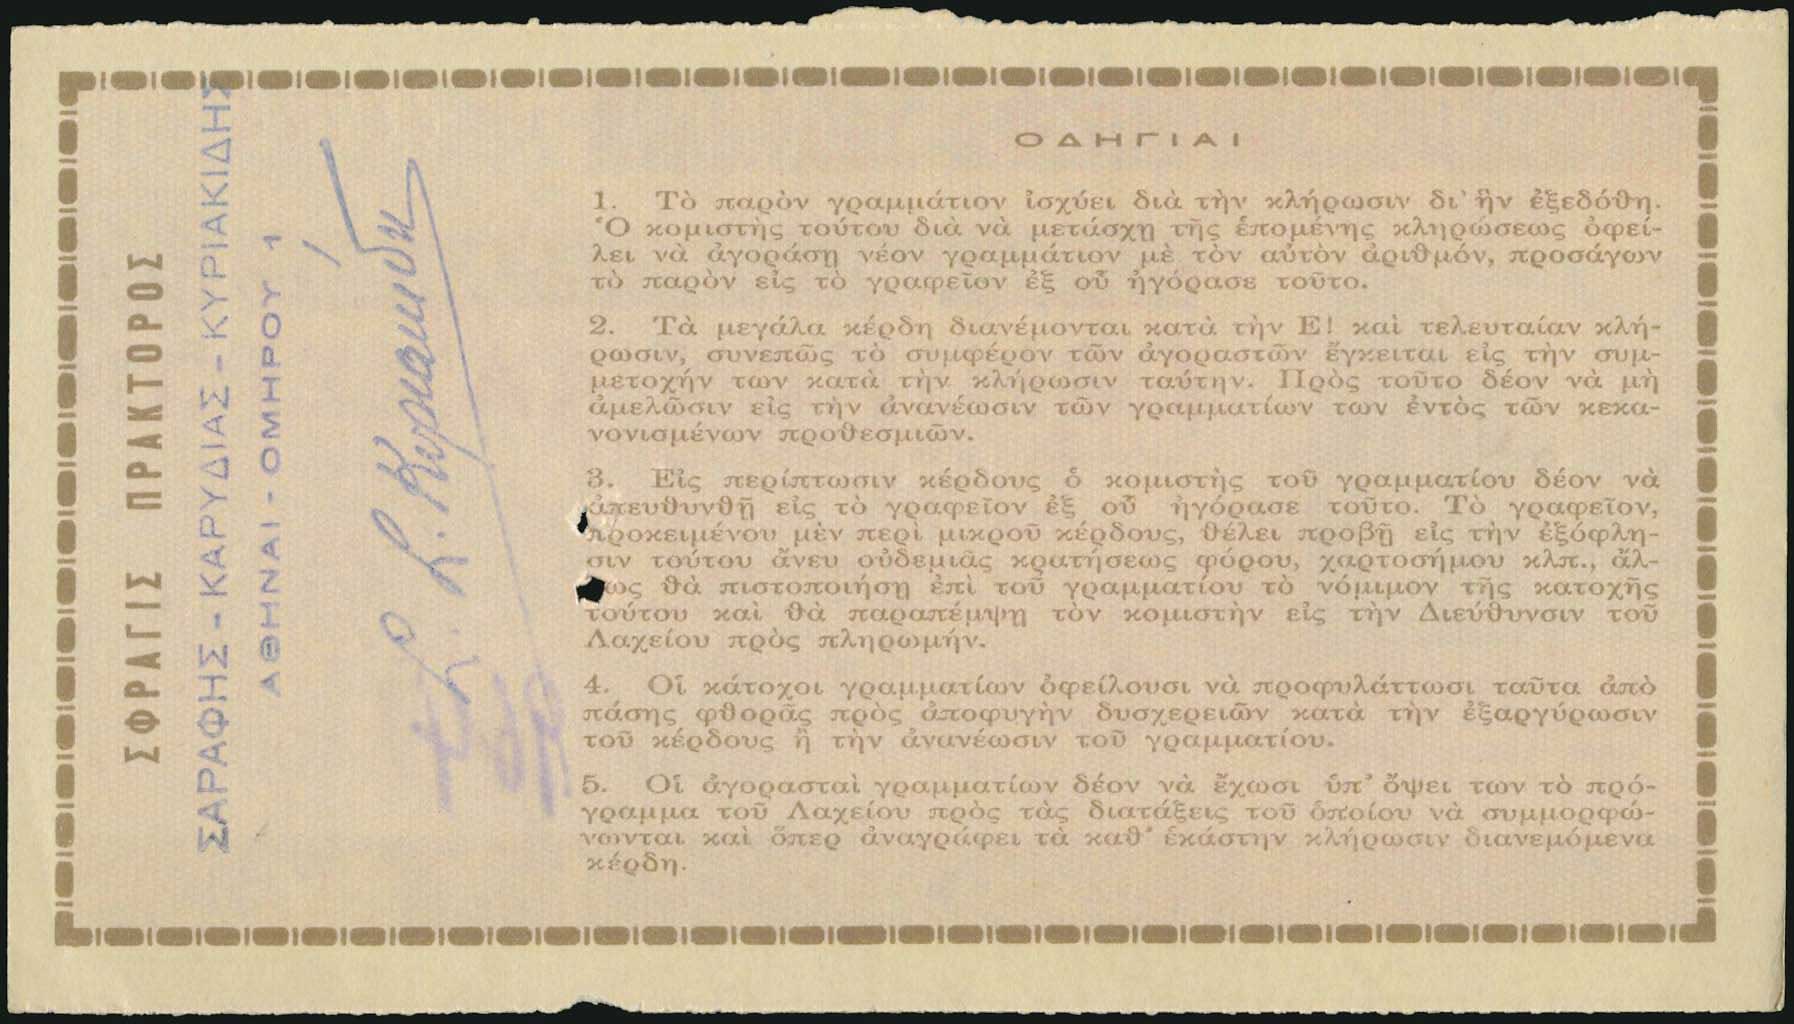 ΣΦΡΑΓΙΣ ΠΡΑΚΤΟΡΟΣ
ΣΑΡΑΦΗΣ - ΚΑΡΥΔΙΑΣ - ΚΥΡΙΑΚΙΔΗΣ
ΑΘΗΝΑΙ - ΟΜΗΡΟΥ 1
ΟΔΗΓΙΑΙ
1. Τὸ παρὸν γραμμάτιον ἰσχύει διὰ τὴν κλήρωσιν δι' ἣν ἐξεδόθη.
Ὁ κομιστὴς τούτου διὰ νὰ μετάσχῃ τῆς ἑπομένης κληρώσεως ὀφεί-
λει νὰ ἀγοράσῃ νέον γραμμάτιον μὲ τὸν αὐτὸν ἀριθμόν, προσάγων
τὸ παρὸν εἰς τὸ γραφεῖον ἐξ οὗ ἠγόρασε τοῦτο.
2. Τὰ μεγάλα κέρδη διανέμονται κατὰ τὴν Ε! καὶ τελευταίαν κλή-
ρωσιν, συνεπῶς τὸ συμφέρον τῶν ἀγοραστῶν ἔγκειται εἰς τὴν συμ-
μετοχήν των κατὰ τὴν κλήρωσιν ταύτην. Πρὸς τοῦτο δέον νὰ μὴ
ἀμελῶσιν εἰς τὴν ἀνανέωσιν τῶν γραμματίων των ἐντὸς τῶν κεκα-
νονισμένων προθεσμιῶν.
3. Εἰς περίπτωσιν κέρδους ὁ κομιστὴς τοῦ γραμματίου δέον νὰ
ἀπευθυνθῇ εἰς τὸ γραφεῖον ἐξ οὗ ἠγόρασε τοῦτο. Τὸ γραφεῖον,
προκειμένου μὲν περὶ μικροῦ κέρδους, θέλει προβῇ εἰς τὴν ἐξόφλη-
σιν τούτου ἄνευ οὐδεμιᾶς κρατήσεως φόρου, χαρτοσήμου κλπ., ἄλ-
λως θὰ πιστοποιήσῃ ἐπὶ τοῦ γραμματίου τὸ νόμιμον τῆς κατοχῆς
τούτου καὶ θὰ παραπέμψῃ τὸν κομιστὴν εἰς τὴν Διεύθυνσιν τοῦ
Λαχείου πρὸς πληρωμήν.
4. Οἱ κάτοχοι γραμματίων ὀφείλουσι νὰ προφυλάττωσι ταῦτα ἀπὸ
πάσης φθορᾶς πρὸς ἀποφυγὴν δυσχερειῶν κατὰ τὴν ἐξαργύρωσιν
τοῦ κέρδους ἢ τὴν ἀνανέωσιν τοῦ γραμματίου.
5. Οἱ ἀγορασταὶ γραμματίων δέον νὰ ἔχωσι ὑπ' ὄψει των τὸ πρό-
γραμμα τοῦ Λαχείου πρὸς τὰς διατάξεις τοῦ ὁποίου νὰ συμμορφώ-
νωνται καὶ ὅπερ ἀναγράφει τὰ καθ' ἑκάστην κλήρωσιν διανεμόμενα
κέρδη.